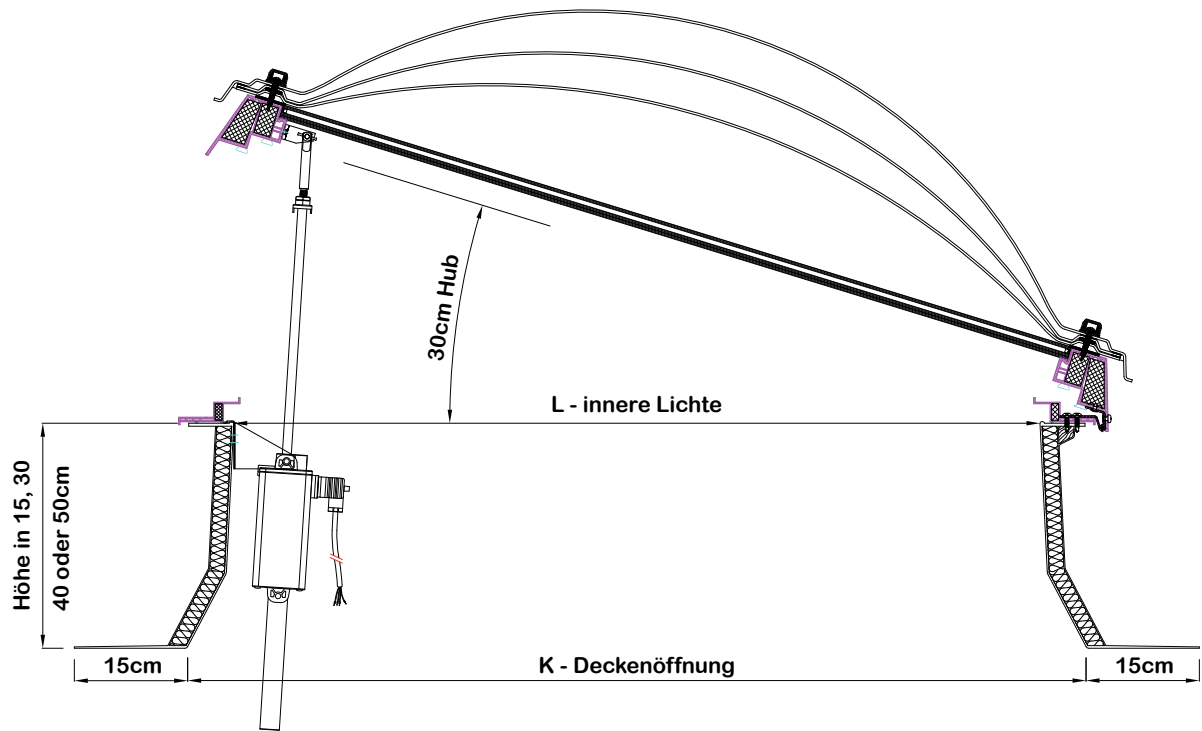 30cm Hub
L - innere Lichte
Höhe in 15, 30
40 oder 50cm
15cm
K - Deckenöffnung
15cm